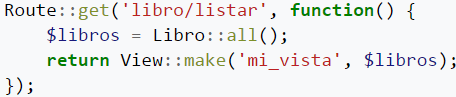 Route::get('libro/listar', function() {
    $libros = Libro::all();
    return View::make('mi_vista', $libros);
});